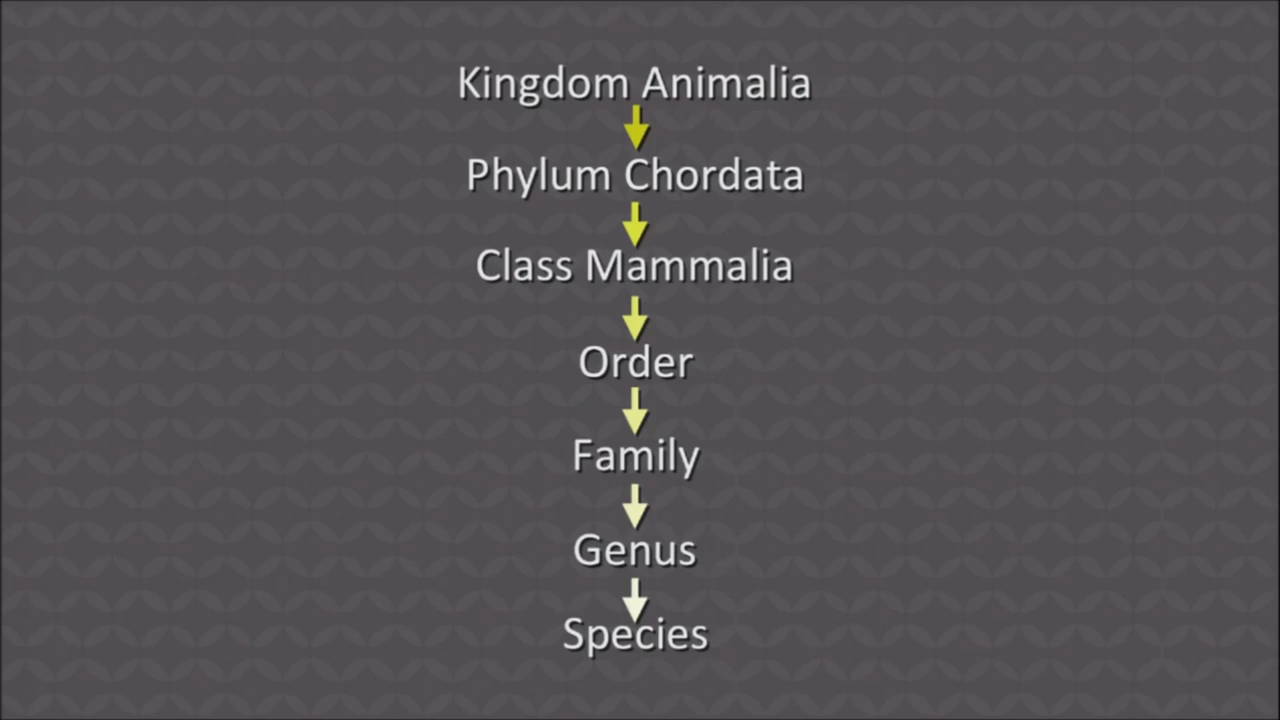 Kingdom Animalia
Phylum Chordata
Class Mammalia
Order
Family
Genus
Species